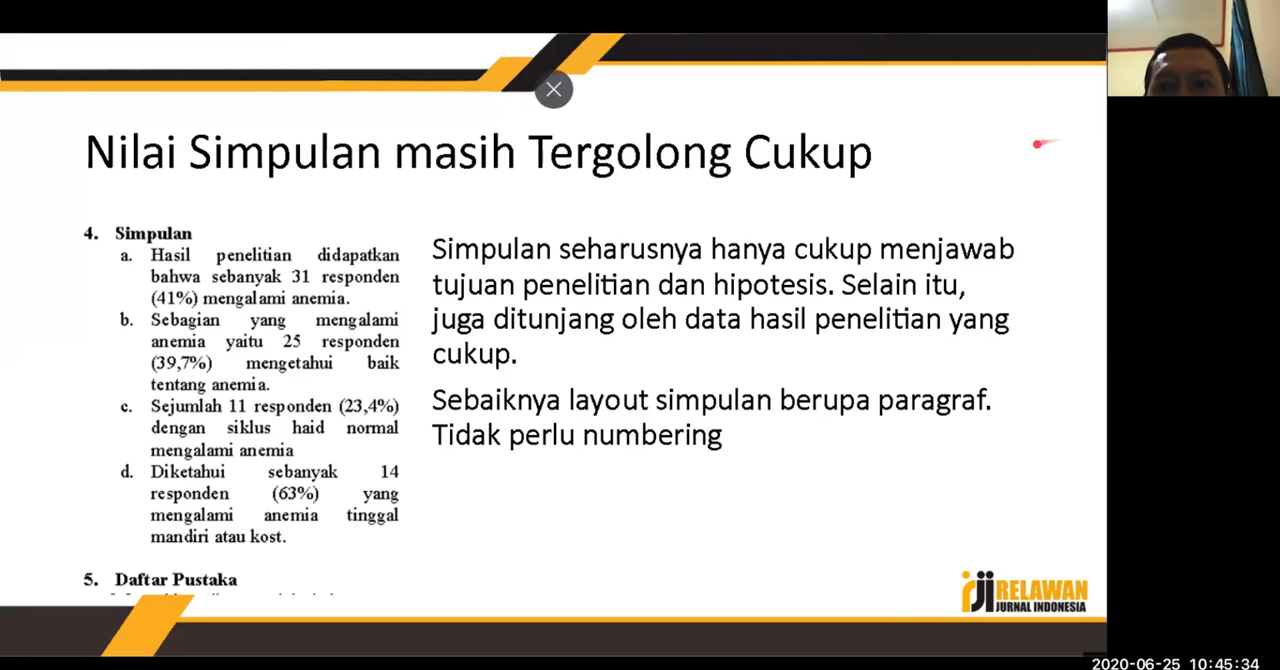 Nilai Simpulan masih Tergolong Cukup
4. Simpulan
a. Hasil penelitian didapatkan
bahwa sebanyak 31 responden
(41%) mengalami anemia.
b. Sebagian yang mengalami
anemia yaitu 25 responden
(39,7%) mengetahui baik
tentang anemia.
c. Sejumlah 11 responden (23,4%)
dengan siklus haid normal
mengalami anemia
d. Diketahui sebanyak 14
responden (63%) yang
mengalami anemia tinggal
mandiri atau kost.
5. Daftar Pustaka
Simpulan seharusnya hanya cukup menjawab
tujuan penelitian dan hipotesis. Selain itu,
juga ditunjang oleh data hasil penelitian yang
cukup.
Sebaiknya layout simpulan berupa paragraf.
Tidak perlu numbering
rji RELAWAN
JURNAL INDONESIA
2020-06-25 10:45:34